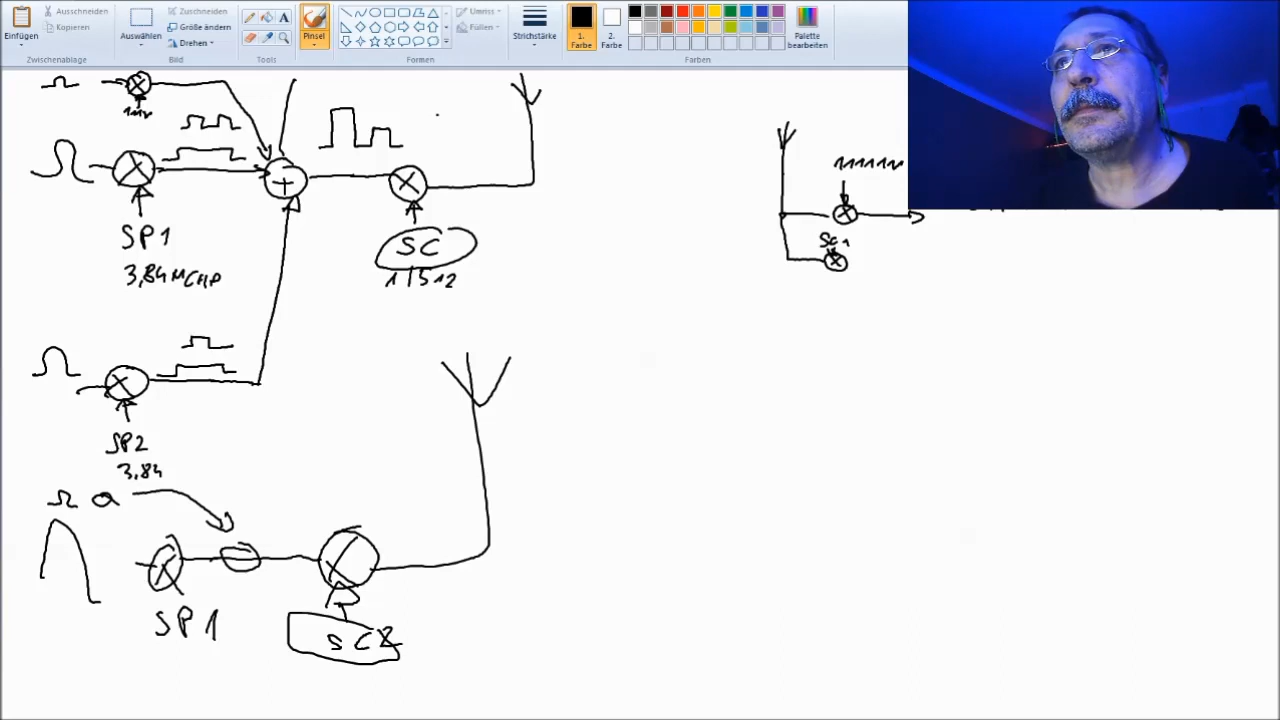 Einfügen
Ausschneiden
Kopieren
Zwischenablage
Auswählen
Zuschneiden
Größe ändern
Drehen
Bild
A
Tools
Pinsel
Umriss
Füllen
Formen
Strichstärke
1. Farbe
2. Farbe
Palette bearbeiten
Farben
SP1
3,84 MCHP
SC
1/512
SP2
3,84
SP1
SC2
SC1